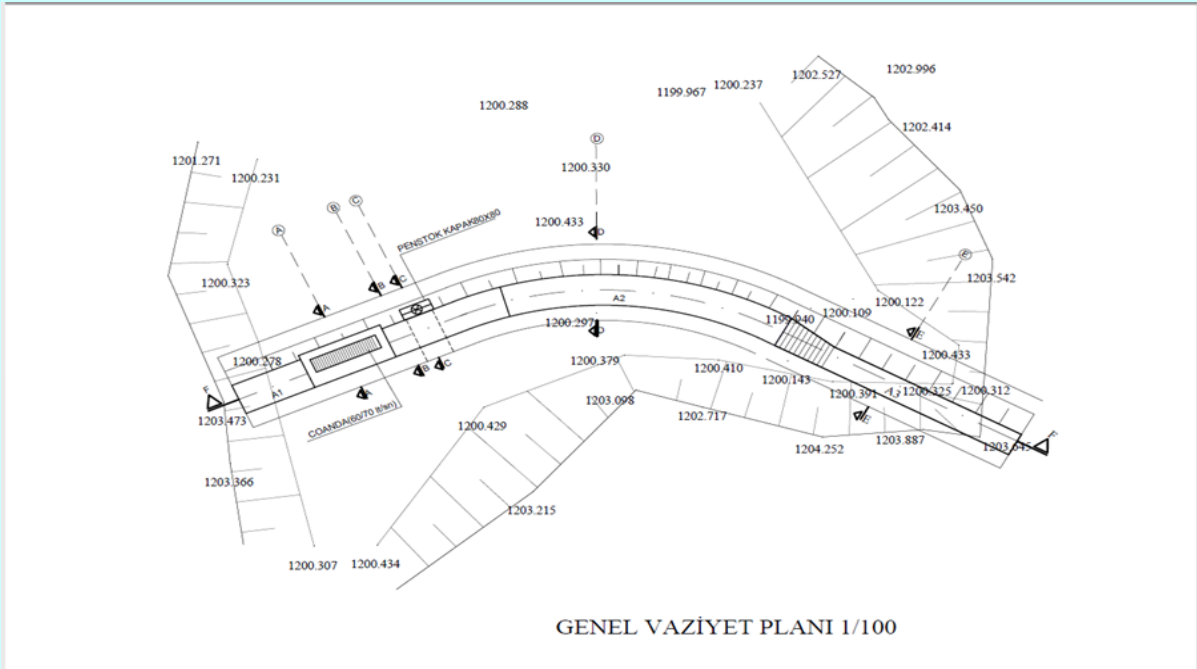 1202.996
1202.527
1200.237
1199.967
1200.288
1202.414
D
1201.271
1200.330
1200.231
C
B
1203.450
PENSTOK KAPAK80X80
1200.433
A
D
E
1203.542
1200.323
C
B
1200.122
A
A2
1200.109
1199.940
1200.297
D
E
1200.278
1200.433
1200.379
1200.410
C
B
1200.143
F
A1
A
1200.391
A3
1200.325
1200.312
1203.098
COANDA(60/70 lt/sn)
1203.473
1202.717
E
1200.429
F
1203.887
1204.252
1203.366
1203.215
1200.307
1200.434
GENEL VAZİYET PLANI 1/100